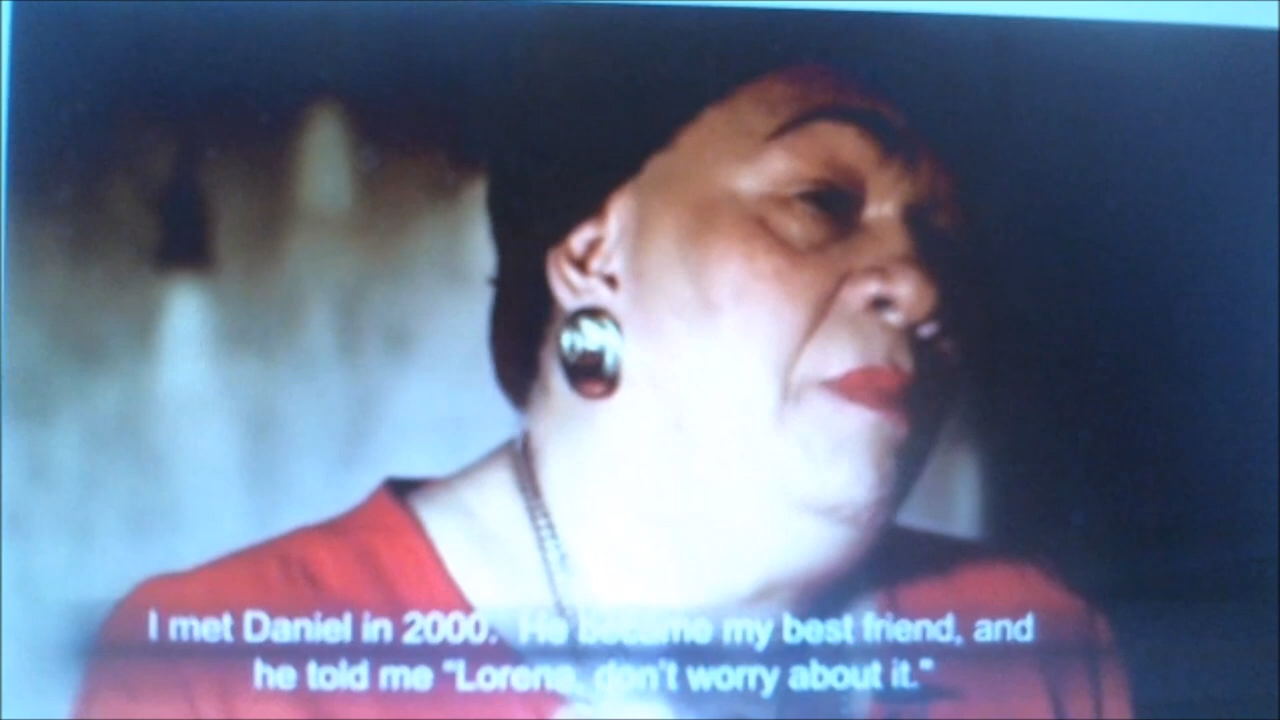 I met Daniel in 2000. He became my best friend, and
he told me “Lorena, don't worry about it.”